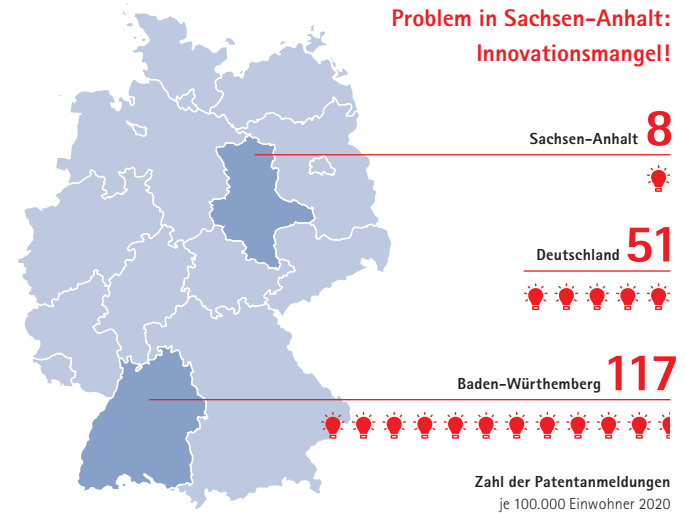 Problem in Sachsen-Anhalt:
Innovationsmangel!
Sachsen-Anhalt 8
Deutschland 51
Baden-Würthemberg 117
Zahl der Patentanmeldungen
je 100.000 Einwohner 2020